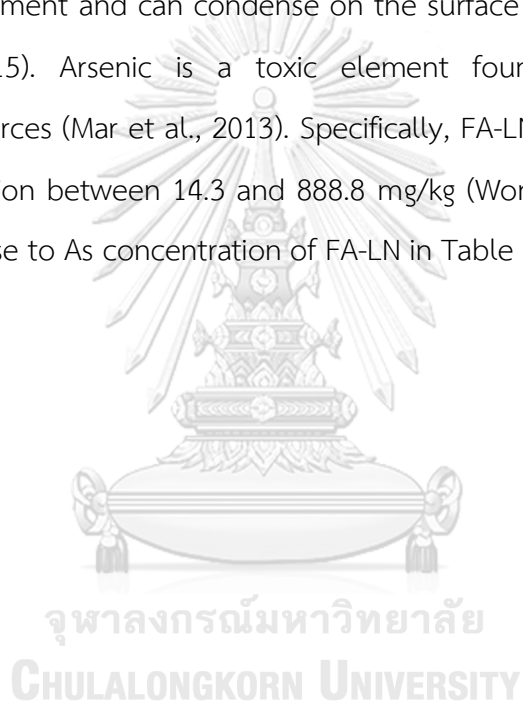 ment and can condense on the surface
15). Arsenic is a toxic element four
rces (Mar et al., 2013). Specifically, FA-LN
ion between 14.3 and 888.8 mg/kg (Wor
se to As concentration of FA-LN in Table
จุฬาลงกรณ์มหาวิทยาลัย
CHULALONGKORN UNIVERSITY